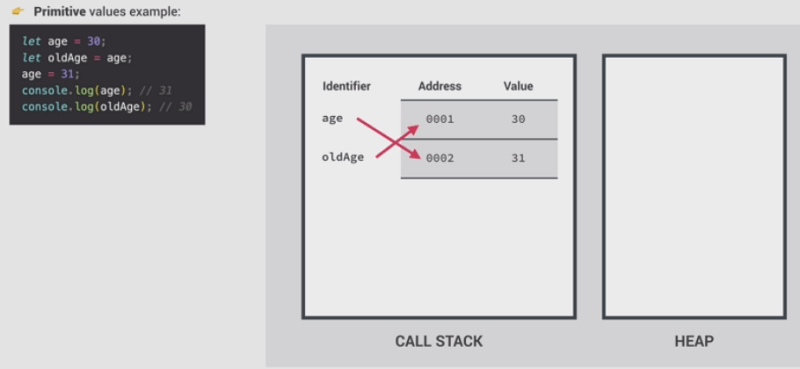 👉 Primitive values example:
let age = 30;
let oldAge = age;
age = 31;
console.log(age); // 31
console.log(oldAge); // 30
Identifier Address Value
age 0001 30
oldAge 0002 31
CALL STACK
HEAP